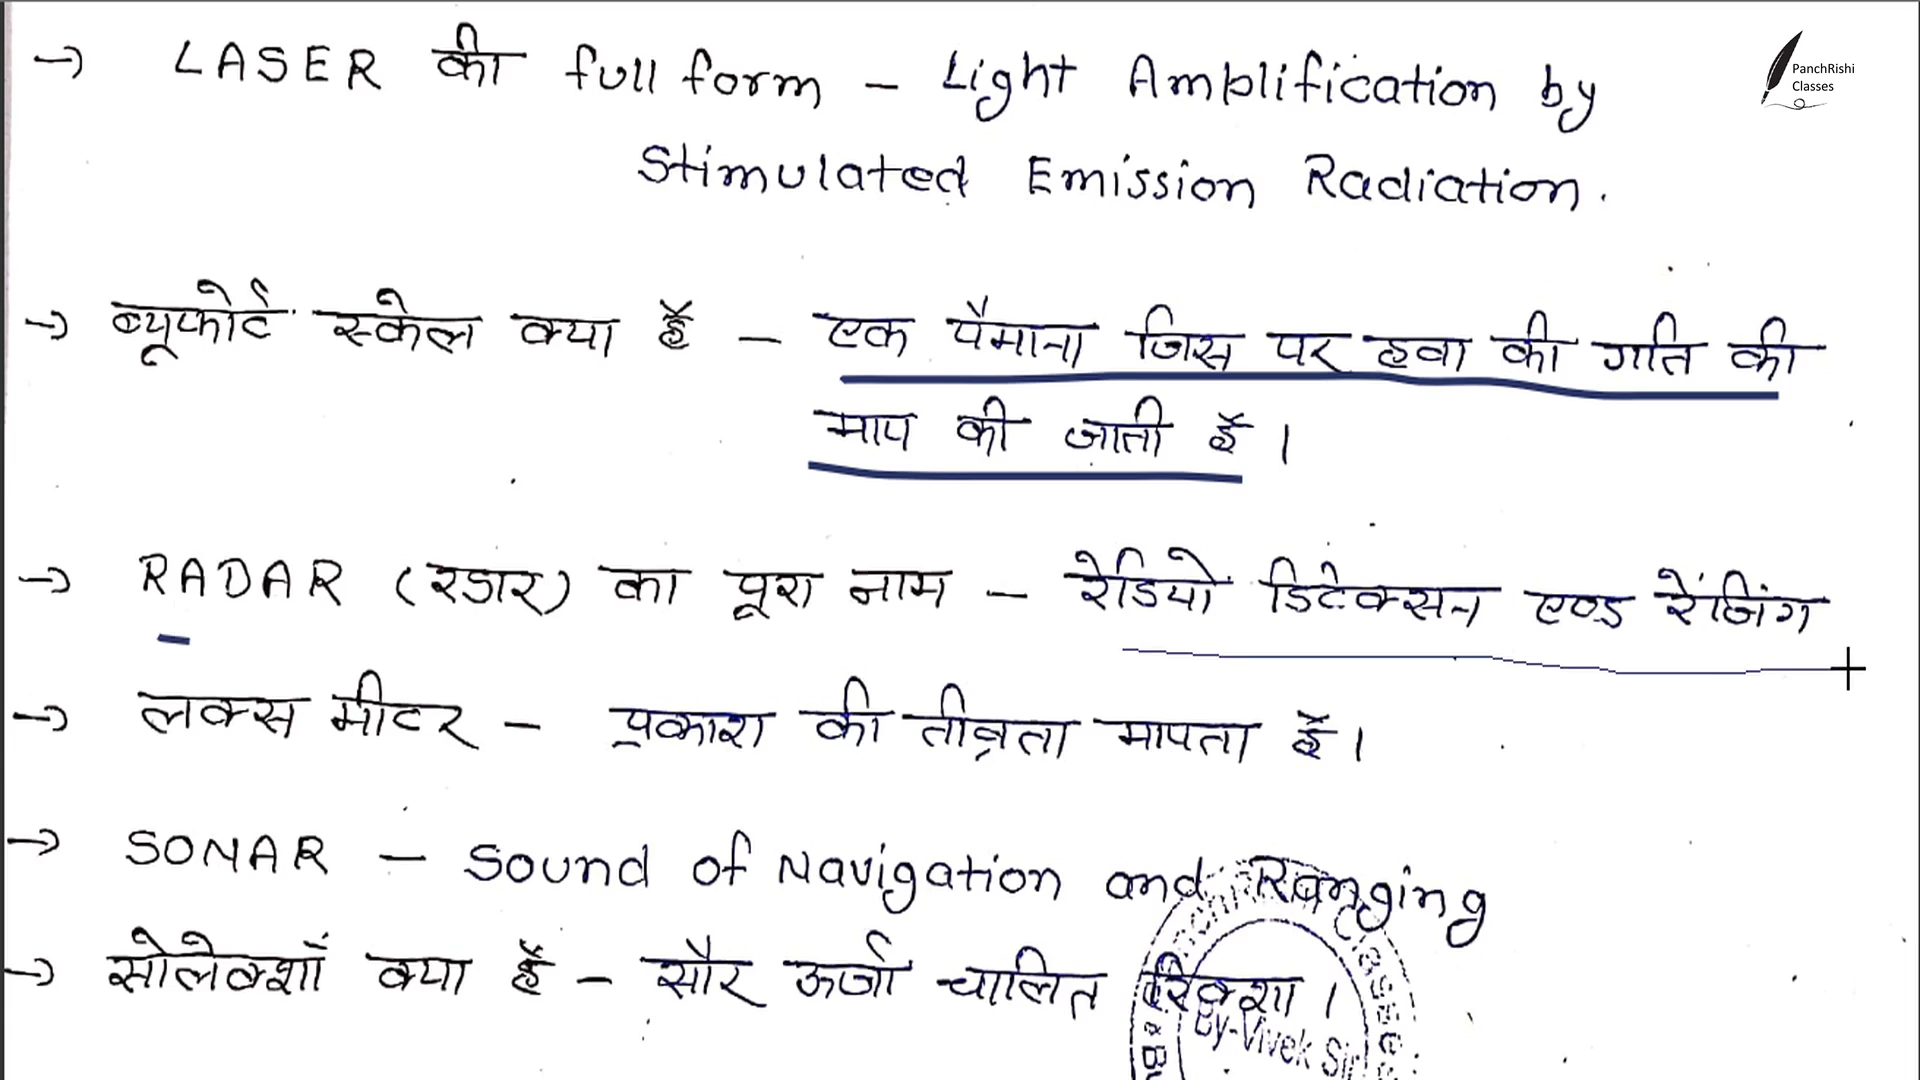 → LASER की full form – Light Amplification by
PanchRishi
Classes
Stimulated Emission Radiation.
→ ब्यूफोर्ट स्केल क्या है – एक पैमाना जिस पर हवा की गति की
माप की जाती है।
→ RADAR (रडार) का पूरा नाम – रेडियो डिटेक्सन एण्ड रेंजिंग
→ लक्स मीटर – प्रकाश की तीव्रता मापता है।
→ SONAR – Sound of Navigation and Ranging
→ सोलेक्शाँ क्या है – सौर ऊर्जा चालित रिक्शा।
By-Vivek Sir